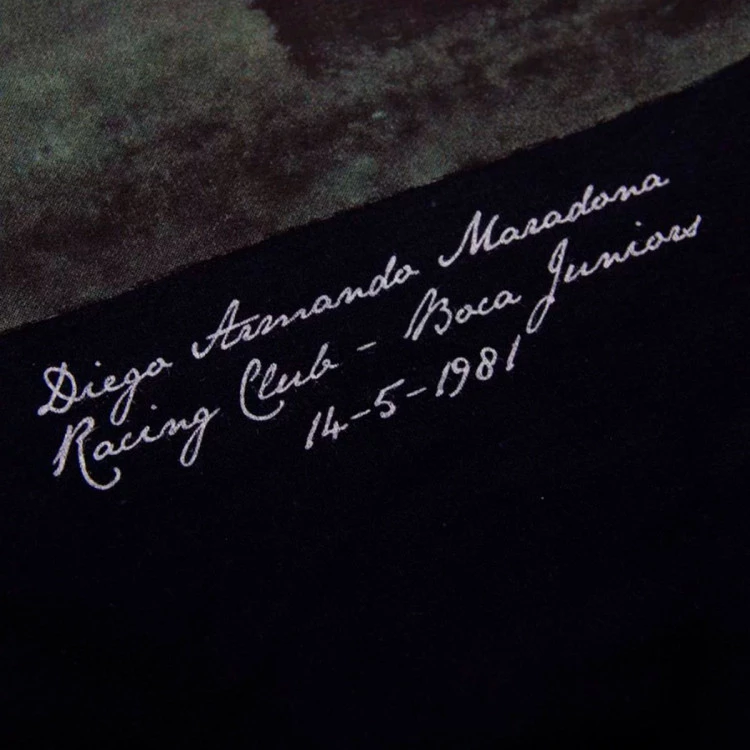 Diego Armando Maradona
Racing Club - Boca Juniors
14-5-1981